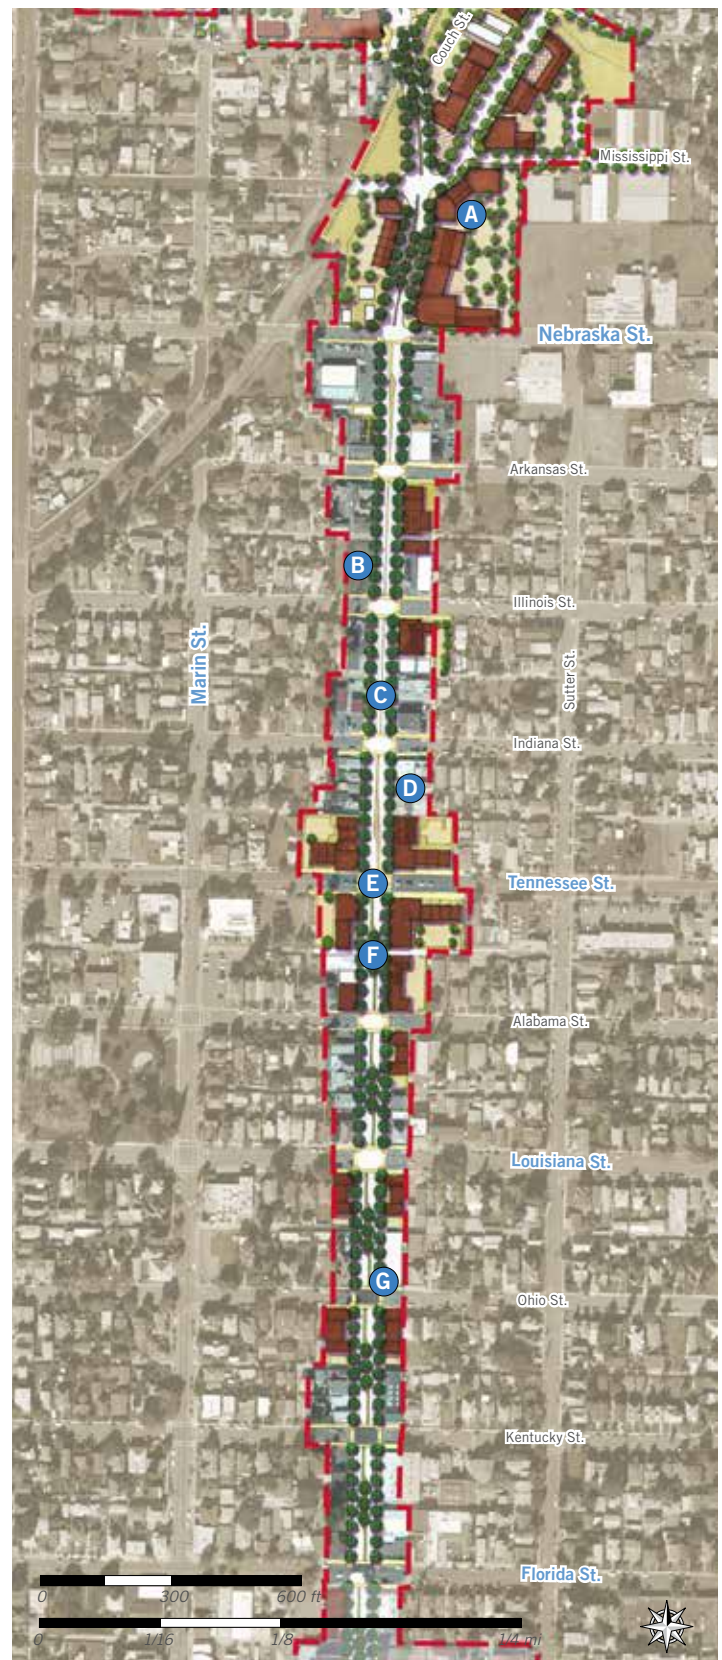 Couch St.
Mississippi St.
A
Nebraska St.
Arkansas St.
B
Illinois St.
Marin St.
Sutter St.
C
Indiana St.
D
E
Tennessee St.
F
Alabama St.
Louisiana St.
G
Ohio St.
Kentucky St.
Florida St.
0 300 600 ft
0 1/16 1/8 1/4 mi